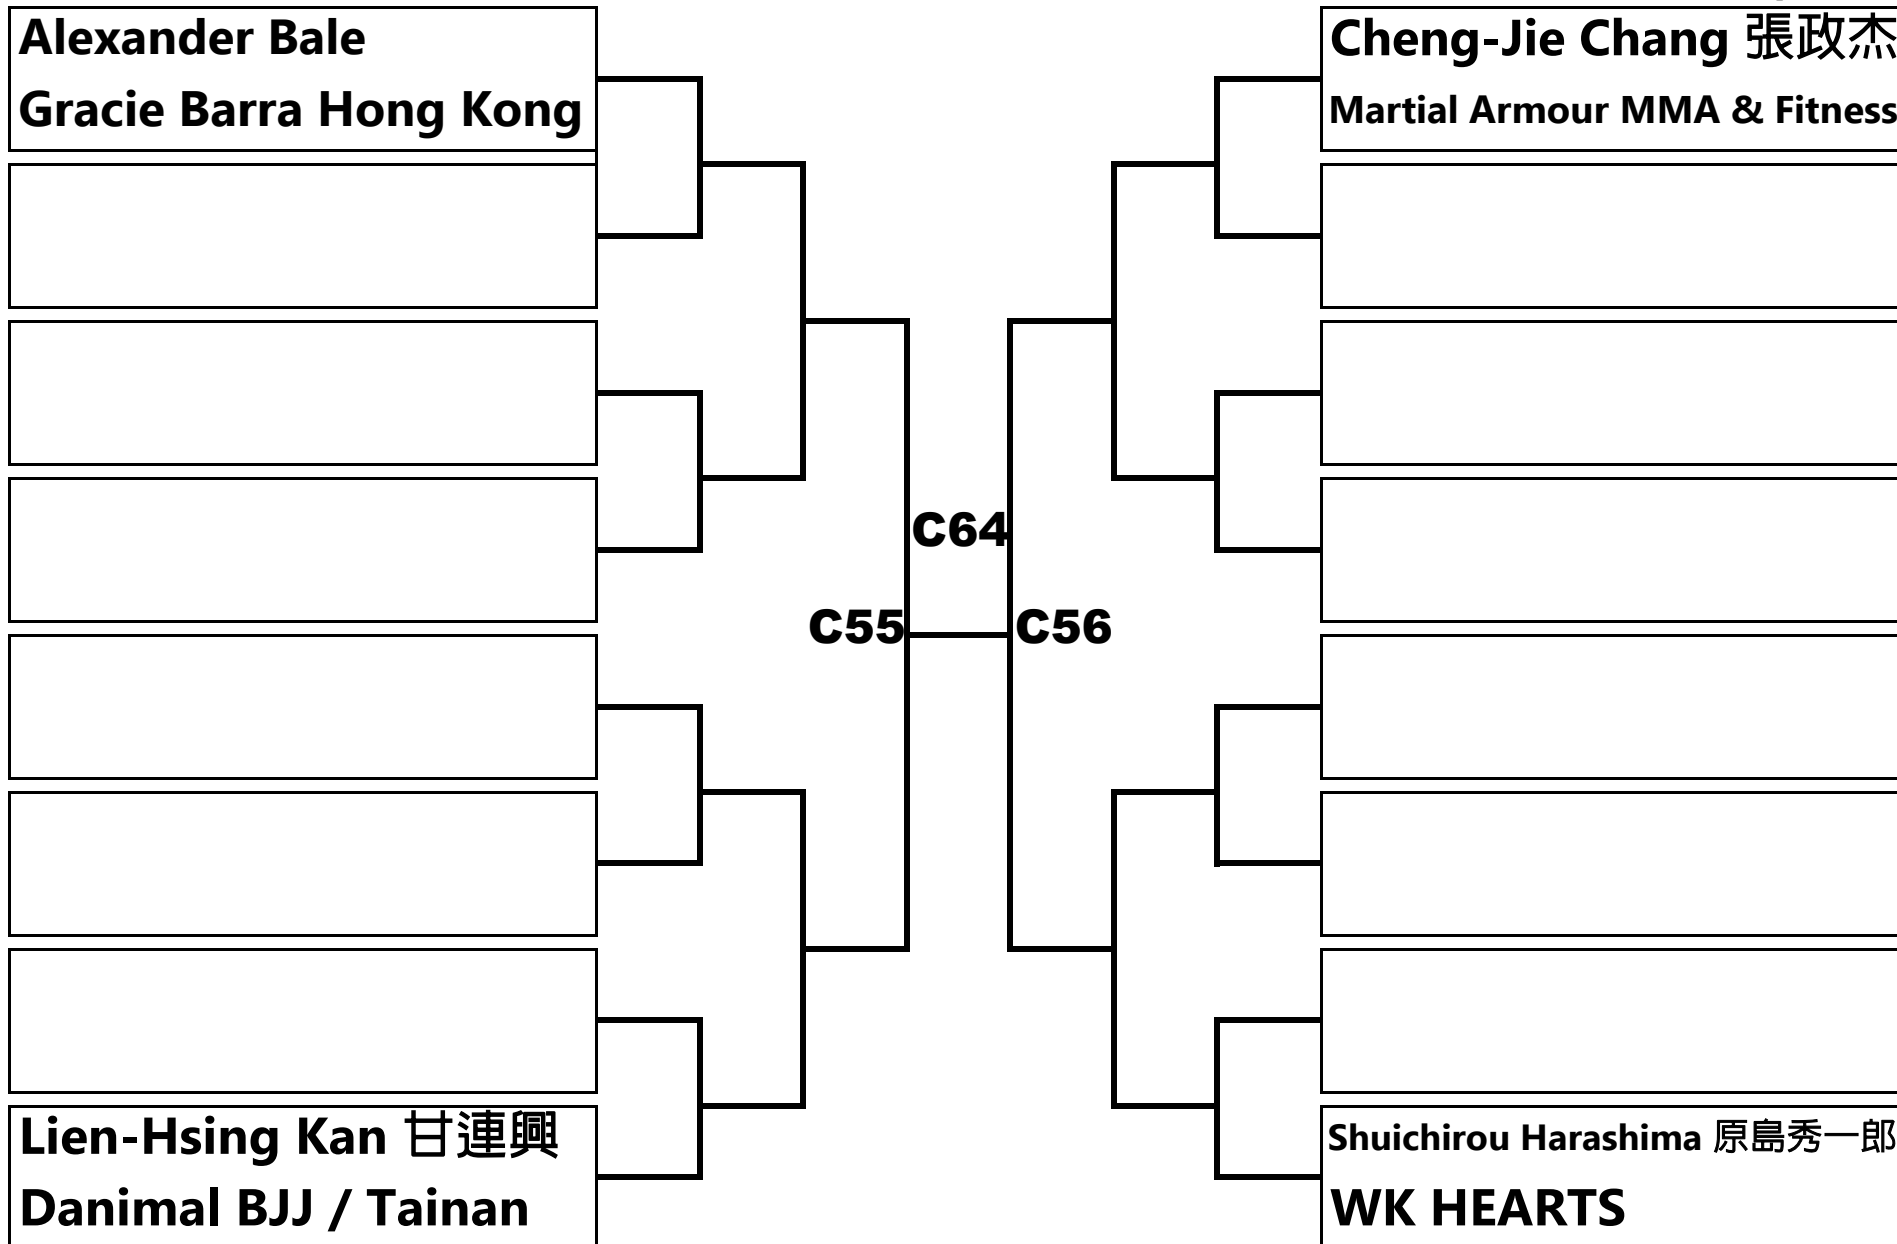 Alexander Bale
Gracie Barra Hong Kong
Lien-Hsing Kan 甘連興
Danimal BJJ / Tainan
C64
C55
C56
Cheng-Jie Chang 張政杰
Martial Armour MMA & Fitness
Shuichirou Harashima 原島秀一郎
WK HEARTS